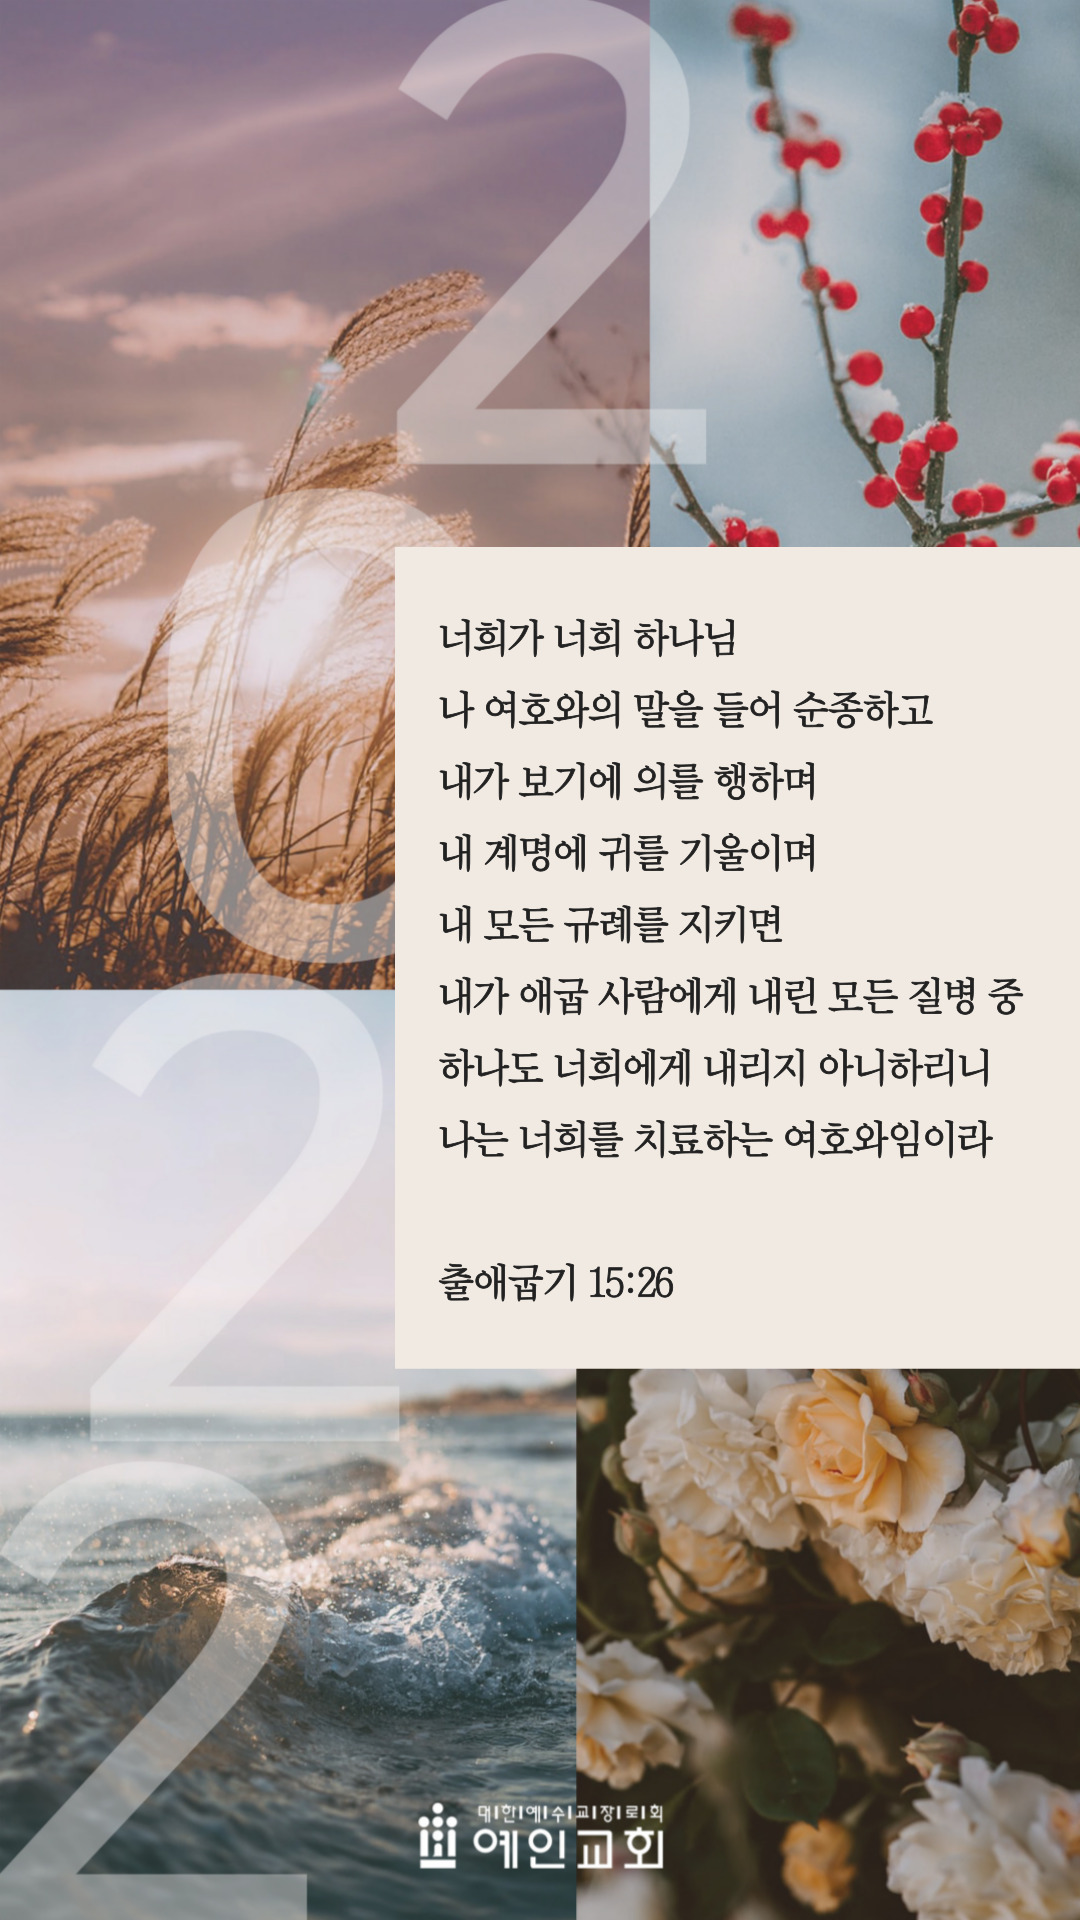 2
0
2
2
너희가 너희 하나님
나 여호와의 말을 들어 순종하고
내가 보기에 의를 행하며
내 계명에 귀를 기울이며
내 모든 규례를 지키면
내가 애굽 사람에게 내린 모든 질병 중
하나도 너희에게 내리지 아니하리니
나는 너희를 치료하는 여호와임이라
출애굽기 15:26
대한예수교장로회
예인교회